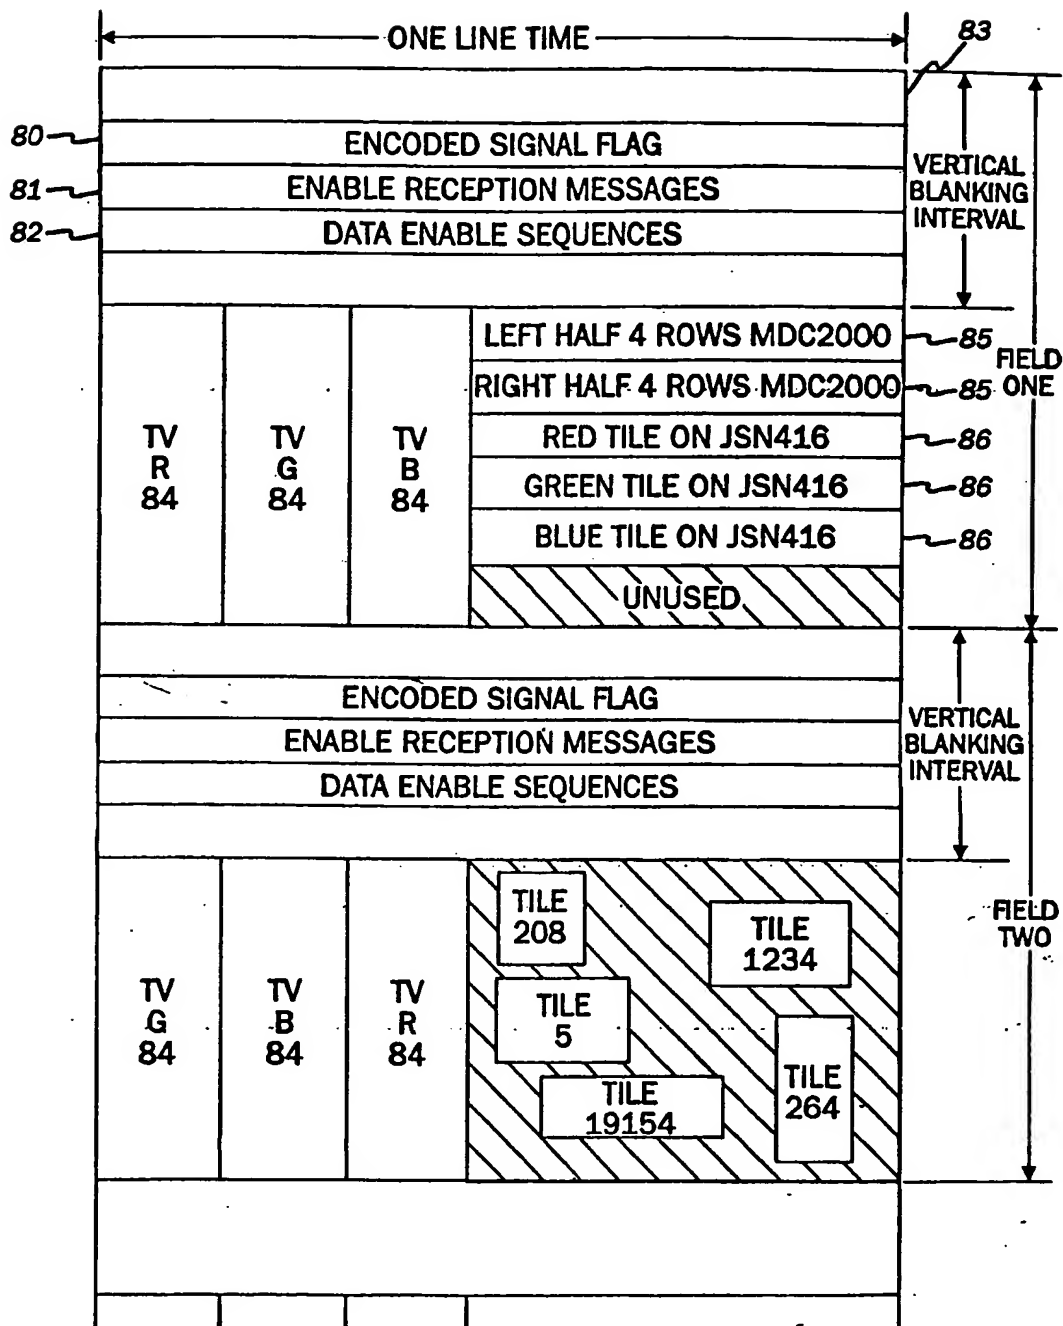 ONE LINE TIME
83
80
ENCODED SIGNAL FLAG
81
ENABLE RECEPTION MESSAGES
82
DATA ENABLE SEQUENCES
VERTICAL
BLANKING
INTERVAL
LEFT HALF 4 ROWS MDC2000
85
RIGHT HALF 4 ROWS MDC2000
85
FIELD
ONE
TV
R
84
TV
G
84
TV
B
84
RED TILE ON JSN416
86
GREEN TILE ON JSN416
86
BLUE TILE ON JSN416
86
UNUSED
ENCODED SIGNAL FLAG
ENABLE RECEPTION MESSAGES
DATA ENABLE SEQUENCES
VERTICAL
BLANKING
INTERVAL
TV
G
84
TV
B
84
TV
R
84
TILE
208
TILE
1234
TILE
5
TILE
19154
TILE
264
FIELD
TWO